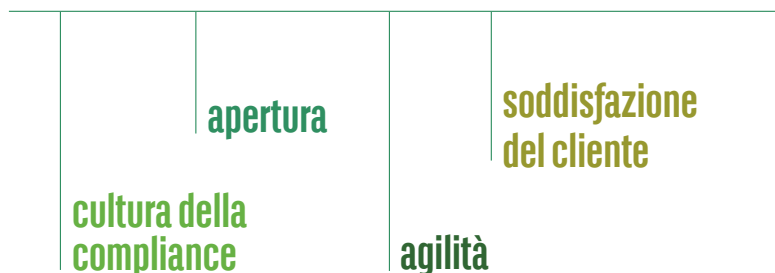 apertura
soddisfazione
del cliente
cultura della
compliance
agilità